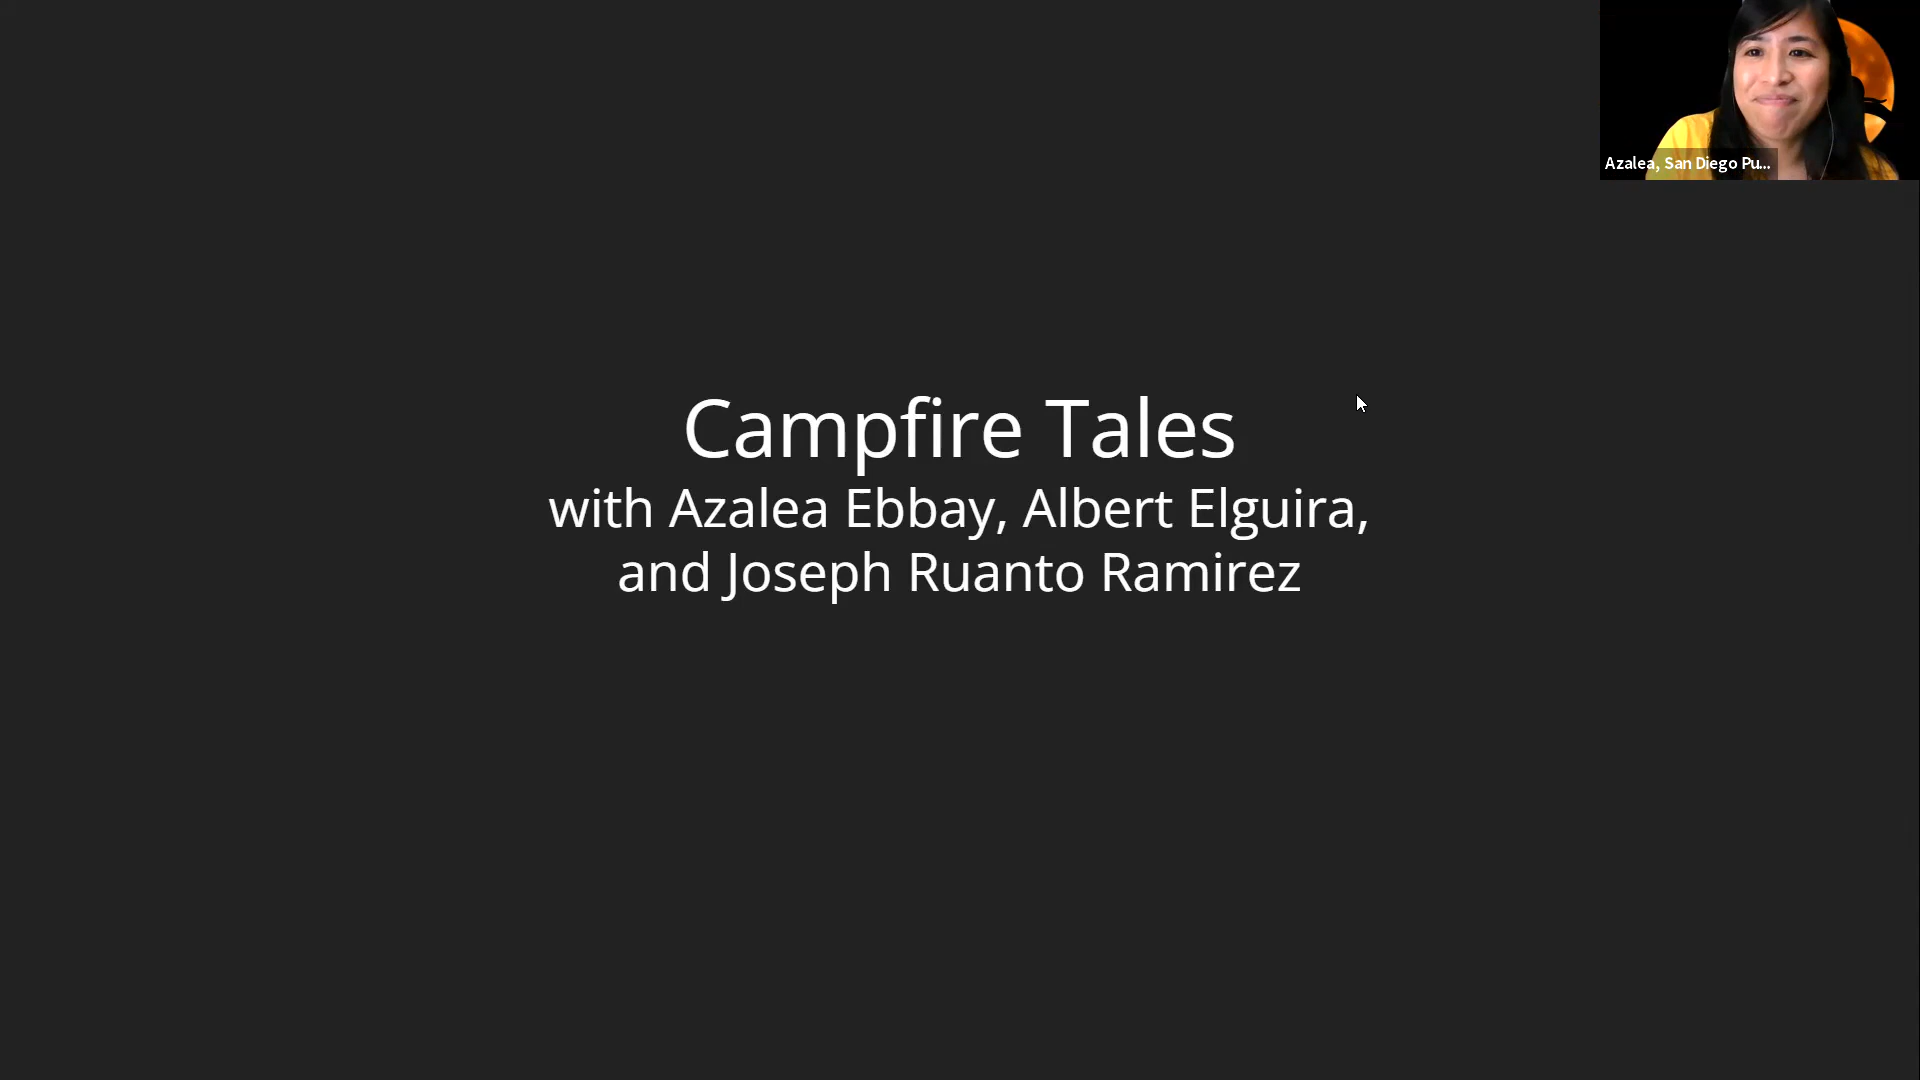 Azalea, San Diego Pu...
Campfire Tales
with Azalea Ebbay, Albert Elguira,
and Joseph Ruanto Ramirez